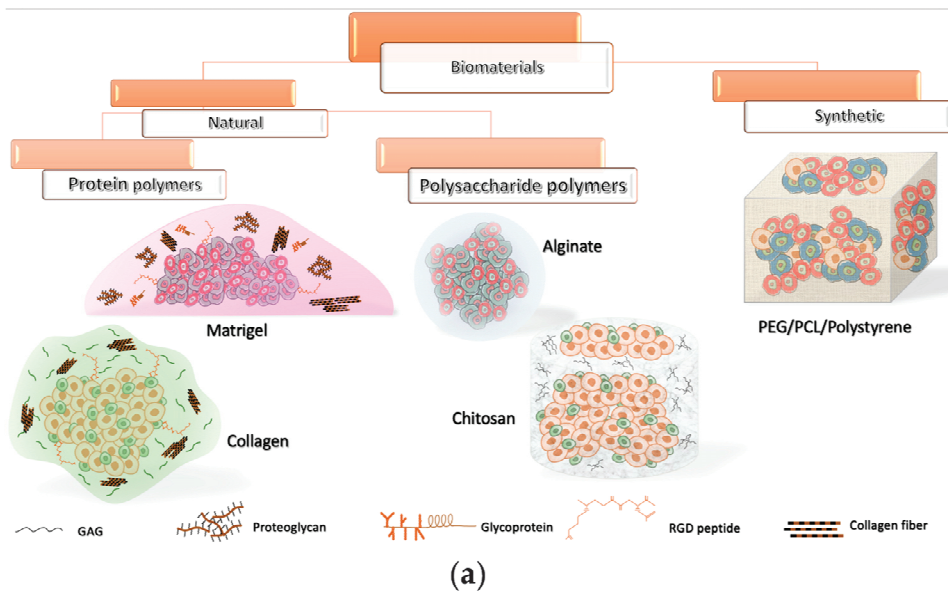 Biomaterials
Natural
Synthetic
Protein polymers
Polysaccharide polymers
Alginate
Matrigel
PEG/PCL/Polystyrene
Collagen
Chitosan
GAG
Proteoglycan
Glycoprotein
RGD peptide
Collagen fiber
(a)